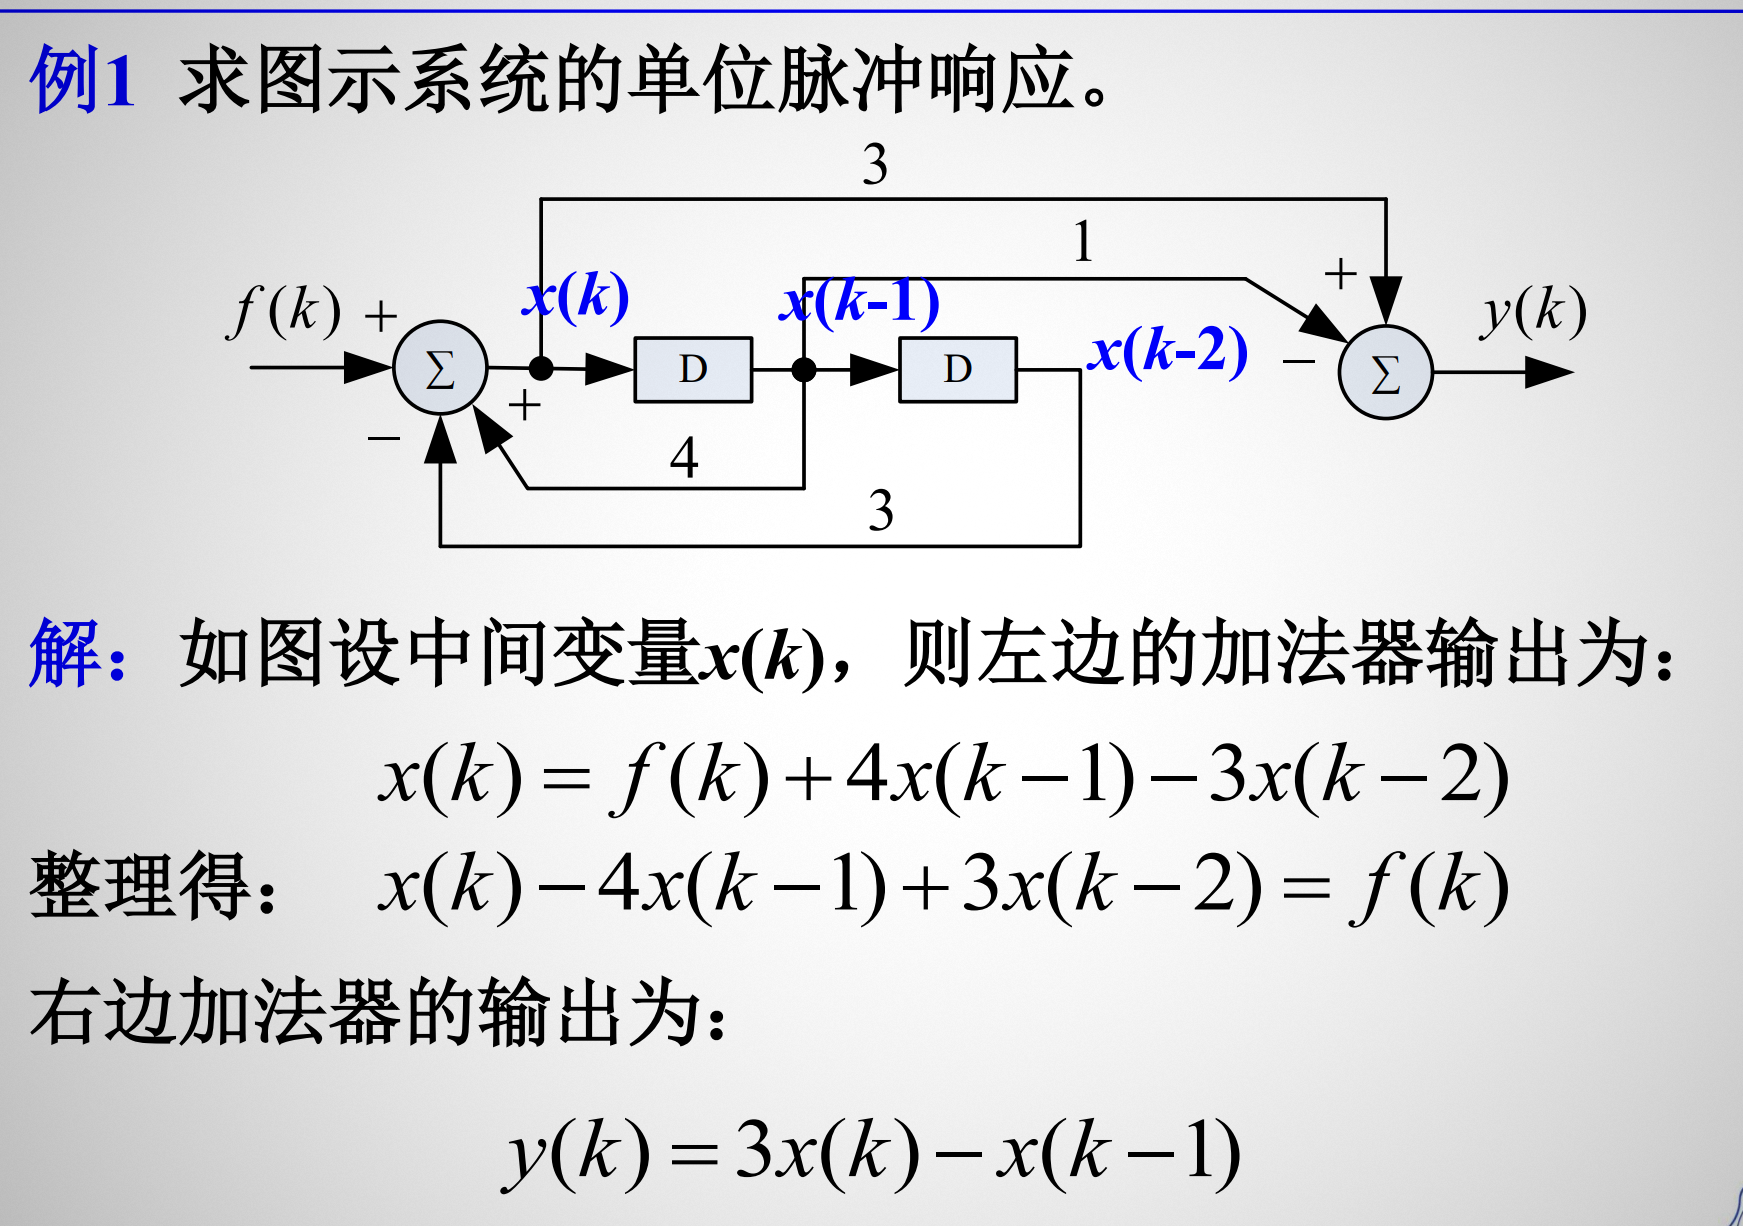 例1 求图示系统的单位脉冲响应。
3
1
f(k) + x(k) x(k-1) + y(k)
x(k-2) −
Σ D D Σ
+
− 4
3
解：如图设中间变量x(k)，则左边的加法器输出为：
x(k) = f(k) + 4x(k − 1) − 3x(k − 2)
整理得： x(k) − 4x(k − 1) + 3x(k − 2) = f(k)
右边加法器的输出为：
y(k) = 3x(k) − x(k − 1)